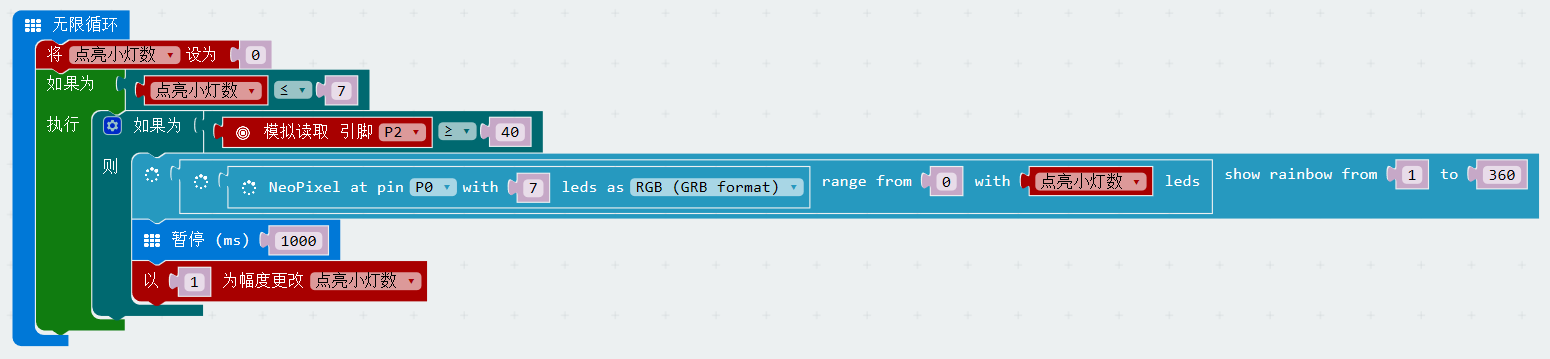 无限循环
将 点亮小灯数 设为 0
如果为 点亮小灯数 ≤ 7
执行 如果为 模拟读取 引脚 P2 ≥ 40
则 NeoPixel at pin P0 with 7 leds as RGB (GRB format) range from 0 with 点亮小灯数 leds show rainbow from 1 to 360
暂停 (ms) 1000
以 1 为幅度更改 点亮小灯数